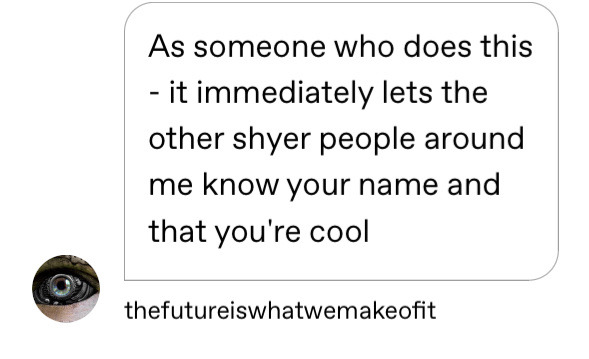 As someone who does this
- it immediately lets the
other shyer people around
me know your name and
that you're cool
thefutureiswhatwemakeofit